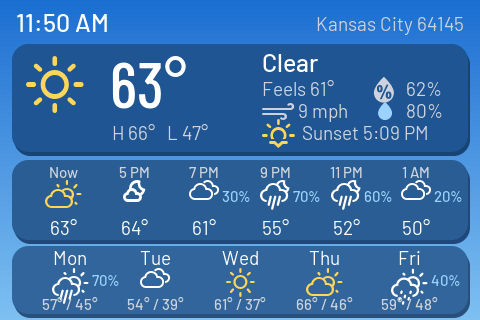 11:50 AM
Kansas City 64145
63°
H 66° L 47°
Clear
Feels 61°
% 62%
9 mph
80%
Sunset 5:09 PM
Now 5 PM 7 PM 9 PM 11 PM 1 AM
30% 70% 60% 20%
63° 64° 61° 55° 52° 50°
Mon Tue Wed Thu Fri
70% 40%
57° / 45° 54° / 39° 61° / 37° 66° / 46° 59° / 48°